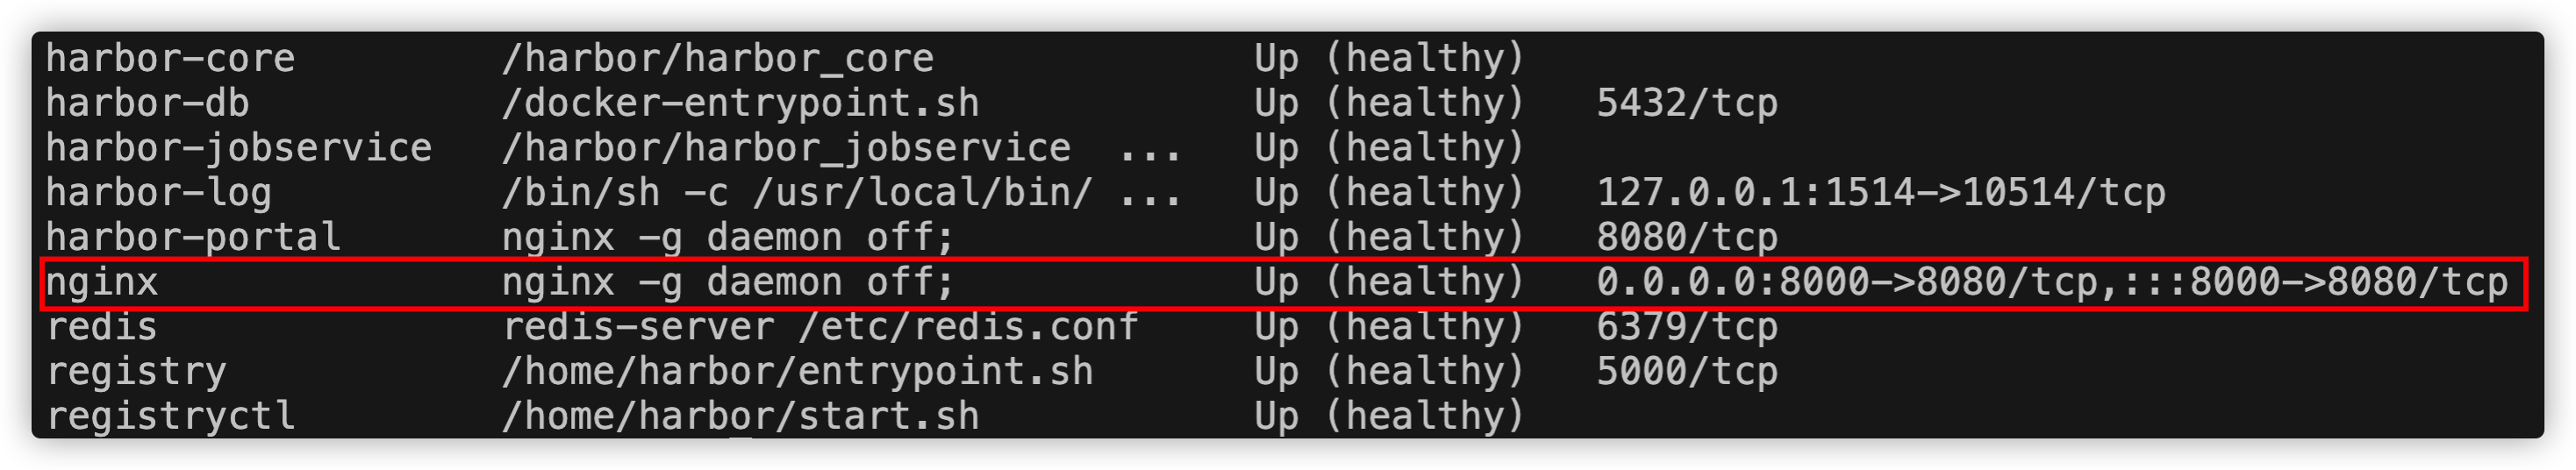 harbor-core /harbor/harbor_core Up (healthy)
harbor-db /docker-entrypoint.sh Up (healthy) 5432/tcp
harbor-jobservice /harbor/harbor_jobservice ... Up (healthy)
harbor-log /bin/sh -c /usr/local/bin/ ... Up (healthy) 127.0.0.1:1514->10514/tcp
harbor-portal nginx -g daemon off; Up (healthy) 8080/tcp
nginx nginx -g daemon off; Up (healthy) 0.0.0.0:8000->8080/tcp,:::8000->8080/tcp
redis redis-server /etc/redis.conf Up (healthy) 6379/tcp
registry /home/harbor/entrypoint.sh Up (healthy) 5000/tcp
registryctl /home/harbor/start.sh Up (healthy)